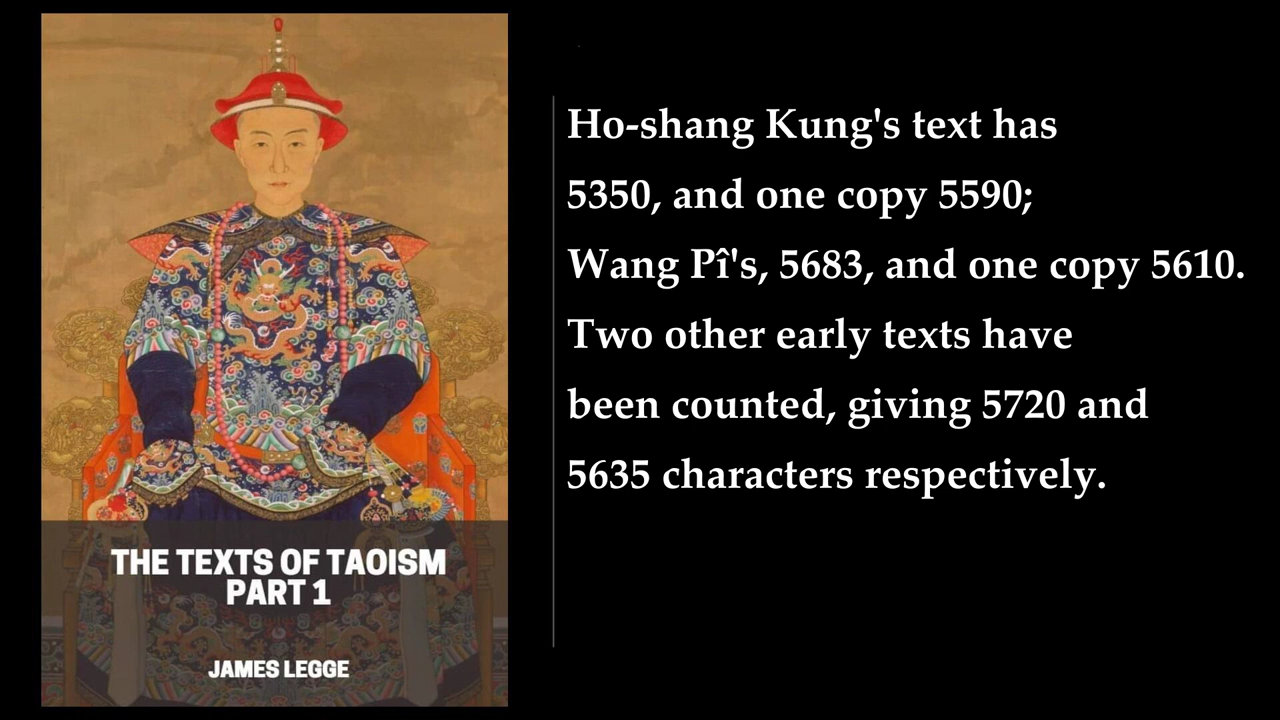 THE TEXTS OF TAOISM
PART 1
JAMES LEGGE
Ho-shang Kung's text has
5350, and one copy 5590;
Wang Pî's, 5683, and one copy 5610.
Two other early texts have
been counted, giving 5720 and
5635 characters respectively.